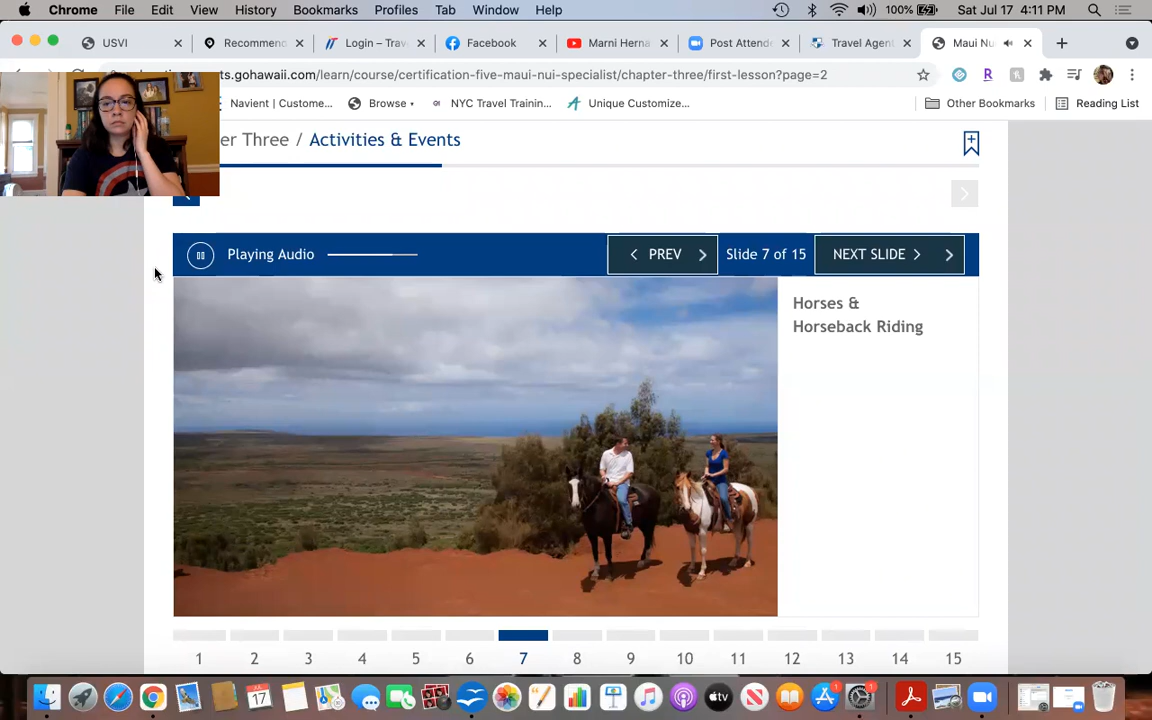 Chrome File Edit View History Bookmarks Profiles Tab Window Help 100% Sat Jul 17 4:11 PM
USVI Recommen Login – Trav Facebook Marni Herna Post Attende Travel Agen Maui Nu
ts.gohawaii.com/learn/course/certification-five-maui-nui-specialist/chapter-three/first-lesson?page=2
Navient | Custome... Browse NYC Travel Trainin... Unique Customize... Other Bookmarks Reading List
er Three / Activities & Events
Playing Audio PREV Slide 7 of 15 NEXT SLIDE
Horses &
Horseback Riding
1 2 3 4 5 6 7 8 9 10 11 12 13 14 15